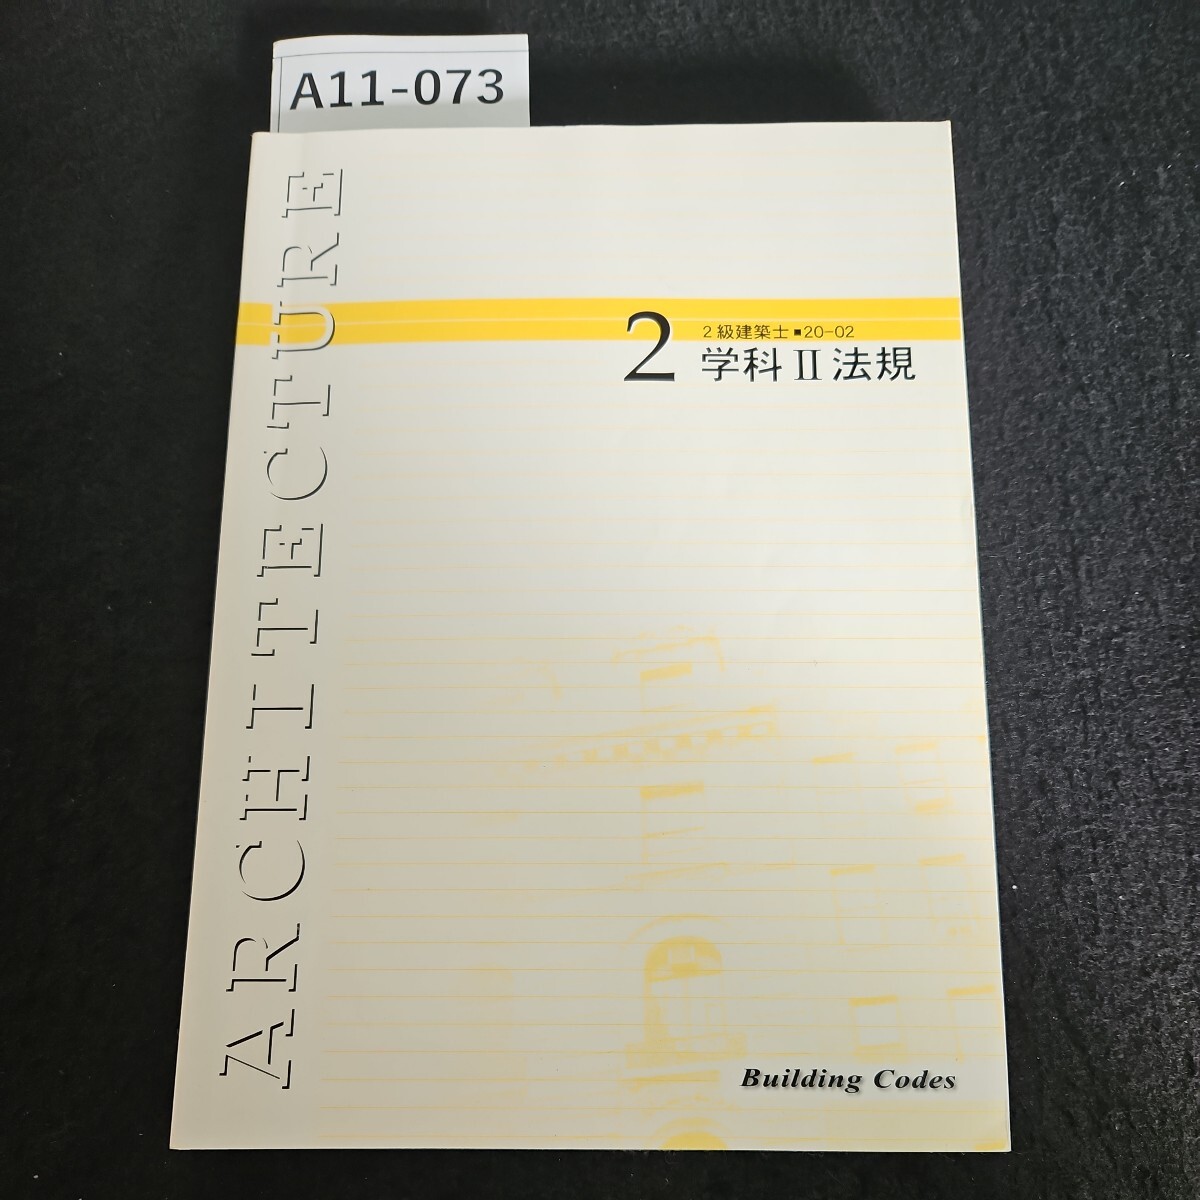 A11-073
ARCHITECTURE
2
2級建築士■20-02
学科Ⅱ法規
Building Codes